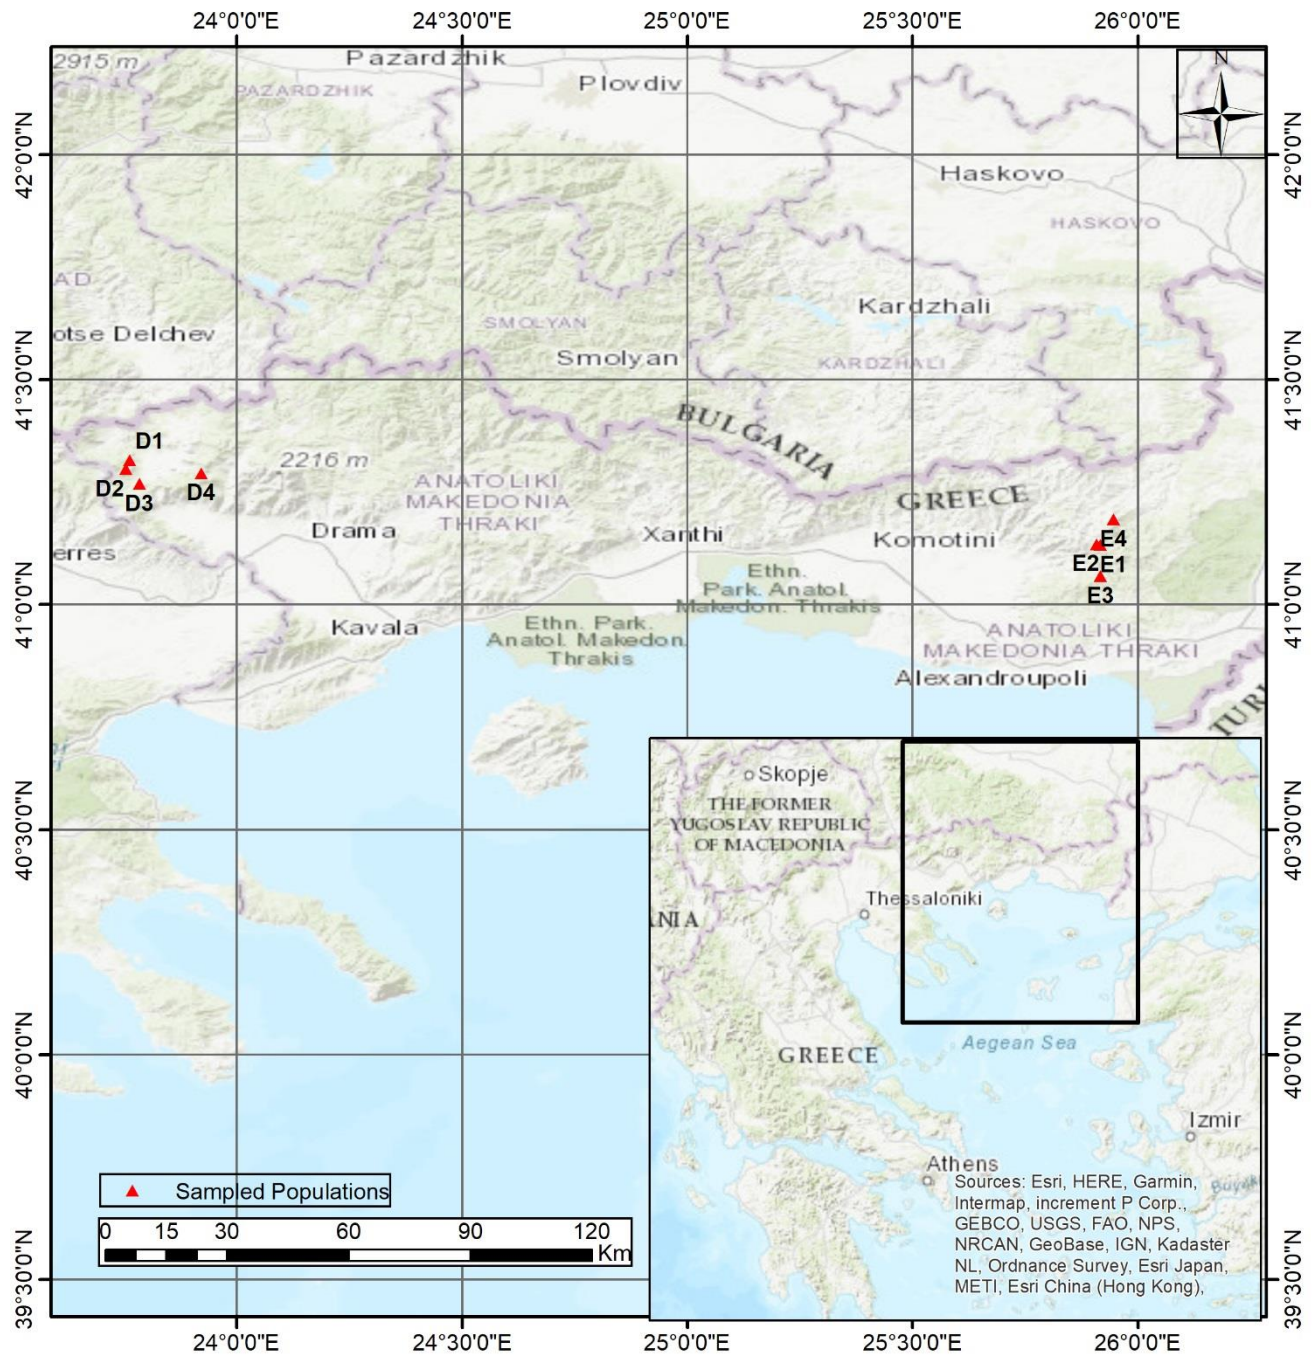 24°0'0"E
24°30'0"E
25°0'0"E
25°30'0"E
26°0'0"E
2915 m
Pazardzhik
PAZARDZHIK
Plovdiv
N
42°0'0"N
42°0'0"N
Haskovo
HASKOVO
AD
Kardzhali
otse Delchev
SMOLYAN
Smolyan
KARDZHALI
41°30'0"N
41°30'0"N
BULGARIA
D1
2216 m
D2
D3
D4
ANATOLIKI
MAKEDONIA
THRAKI
GREECE
Drama
Xanthi
Komotini
erres
E4
E2
E1
E3
Ethn.
Park. Anatol.
Makedon. Thrakis
41°0'0"N
41°0'0"N
Kavala
Ethn. Park.
Anatol. Makedon.
Thrakis
ANATOLIKI
MAKEDONIA THRAKI
Alexandroupoli
TUR
40°30'0"N
40°30'0"N
Skopje
THE FORMER
YUGOSLAV REPUBLIC
OF MACEDONIA
Thessaloniki
NIA
40°0'0"N
40°0'0"N
Aegean Sea
GREECE
Izmir
Athens
Sampled Populations
0 15 30 60 90 120
Km
Sources: Esri, HERE, Garmin,
Intermap, increment P Corp.,
GEBCO, USGS, FAO, NPS,
NRCAN, GeoBase, IGN, Kadaster
NL, Ordnance Survey, Esri Japan,
METI, Esri China (Hong Kong),
39°30'0"N
39°30'0"N
24°0'0"E
24°30'0"E
25°0'0"E
25°30'0"E
26°0'0"E